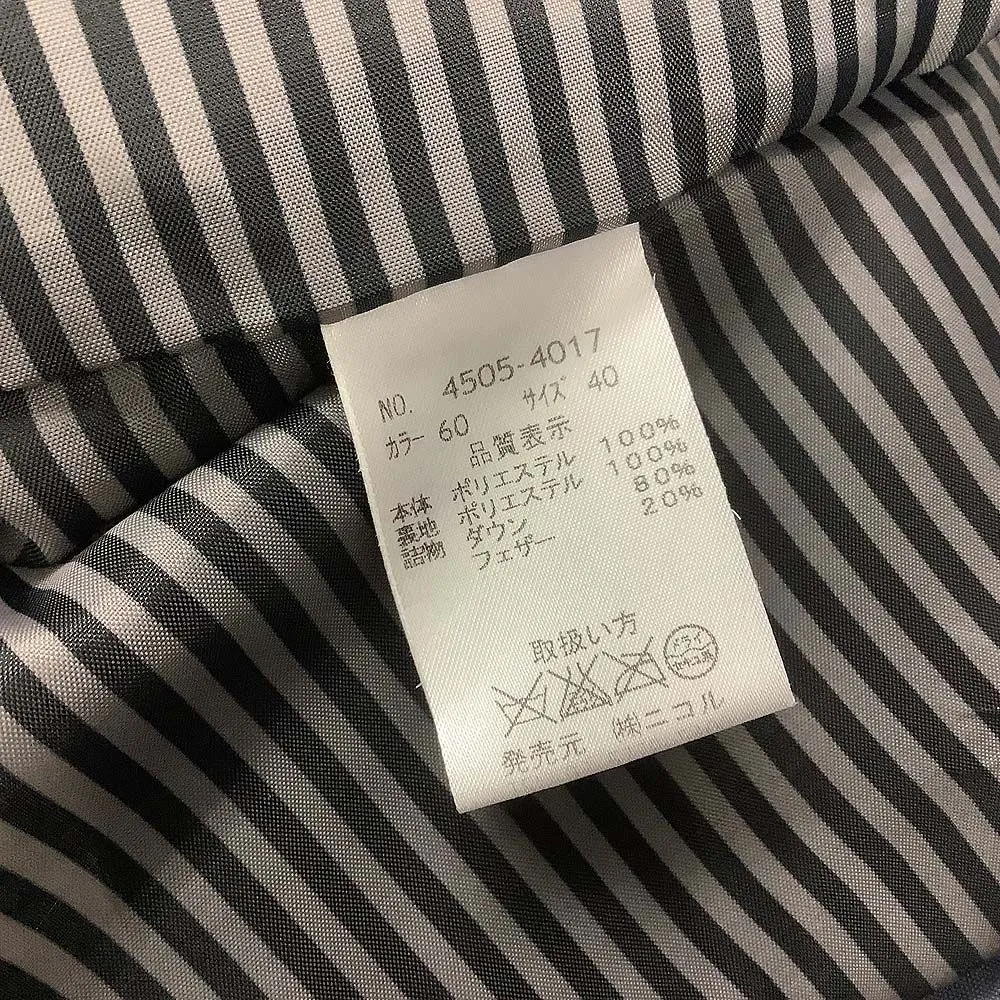 NO. 4505-4017
カラー 60 サイズ 40
品質表示
本体 ポリエステル 100%
裏地 ポリエステル 100%
詰物 ダウン 80%
フェザー 20%
取扱い方
ドライ
発売元 ㈱ニコル